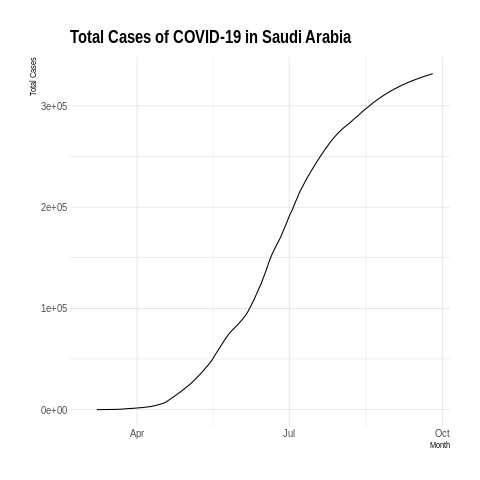 Total Cases of COVID-19 in Saudi Arabia
Total Cases
3e+05
2e+05
1e+05
0e+00
Apr Jul Oct
Month